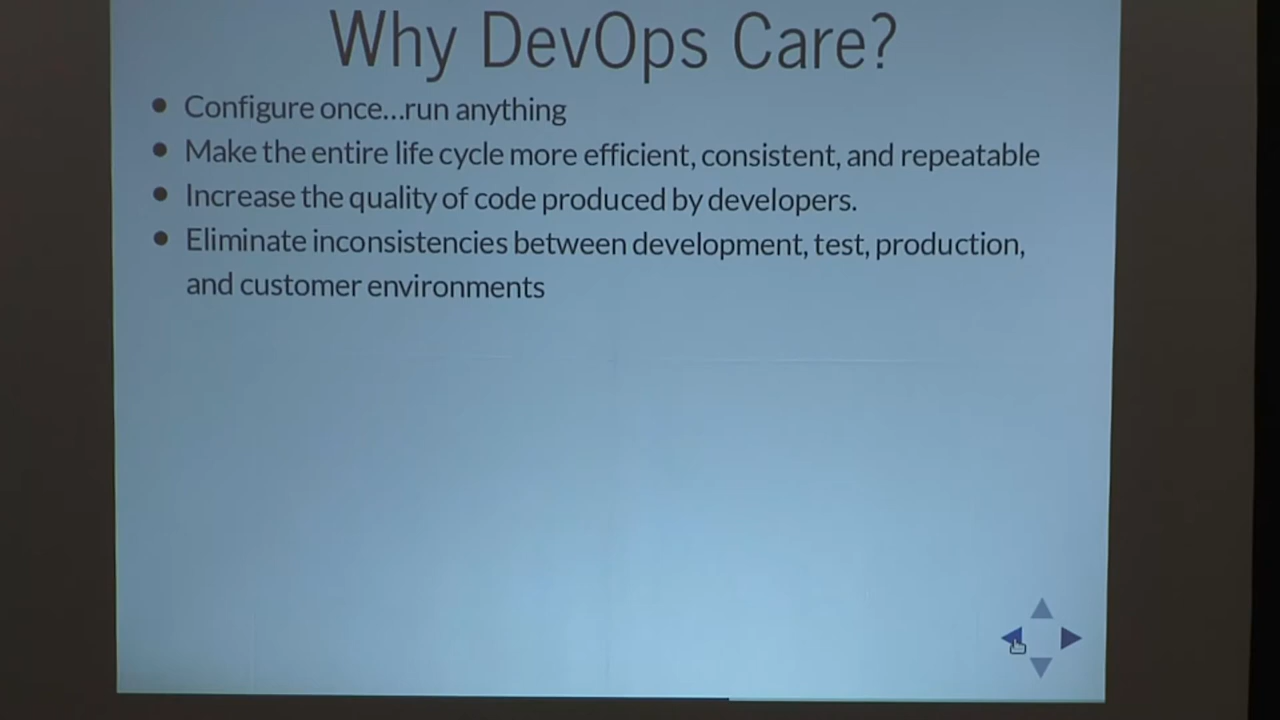 Why DevOps Care?
• Configure once...run anything
• Make the entire life cycle more efficient, consistent, and repeatable
• Increase the quality of code produced by developers.
• Eliminate inconsistencies between development, test, production,
and customer environments